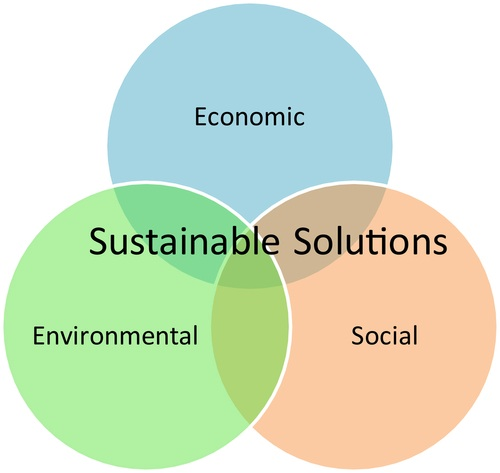 Economic
Sustainable Solutions
Environmental
Social